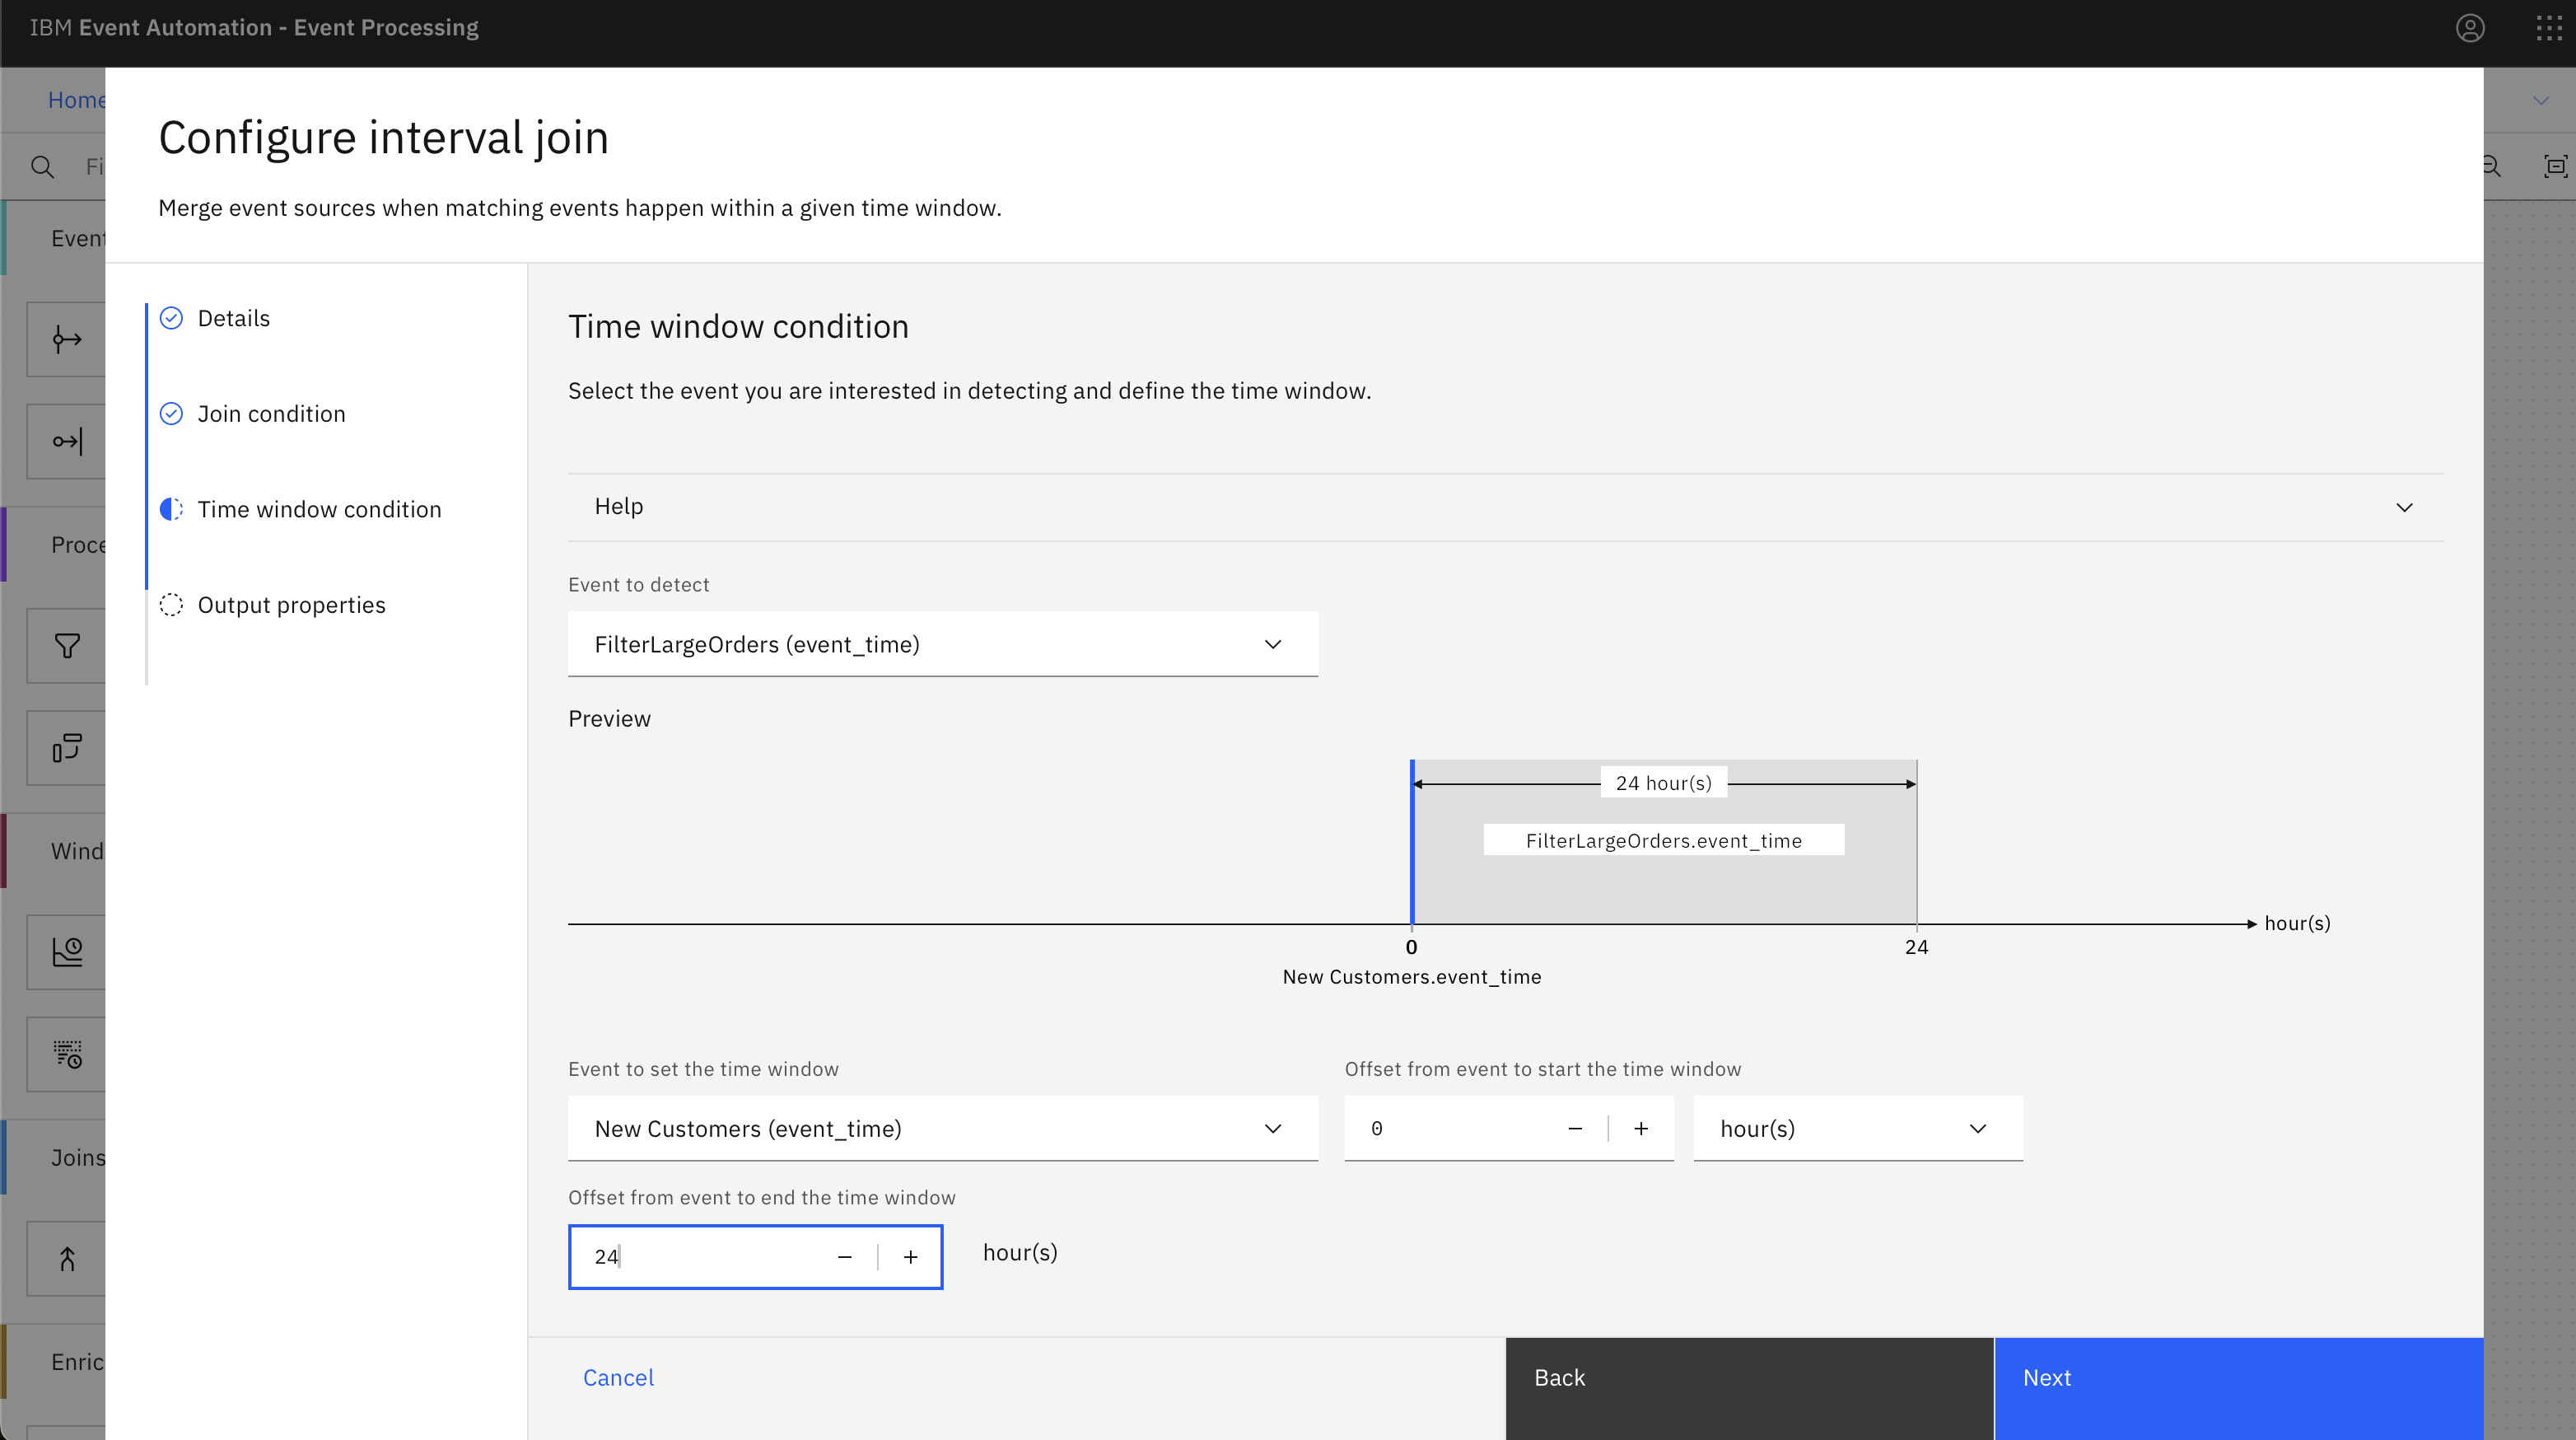 IBM Event Automation - Event Processing
Home
Fi
Configure interval join
Merge event sources when matching events happen within a given time window.
Event
Proce
Wind
Joins
Enric
Details
Join condition
Time window condition
Output properties
Time window condition
Select the event you are interested in detecting and define the time window.
Help
Event to detect
FilterLargeOrders (event_time)
Preview
24 hour(s)
FilterLargeOrders.event_time
hour(s)
0
24
New Customers.event_time
Event to set the time window
Offset from event to start the time window
New Customers (event_time)
0
hour(s)
Offset from event to end the time window
24
hour(s)
Cancel
Back
Next